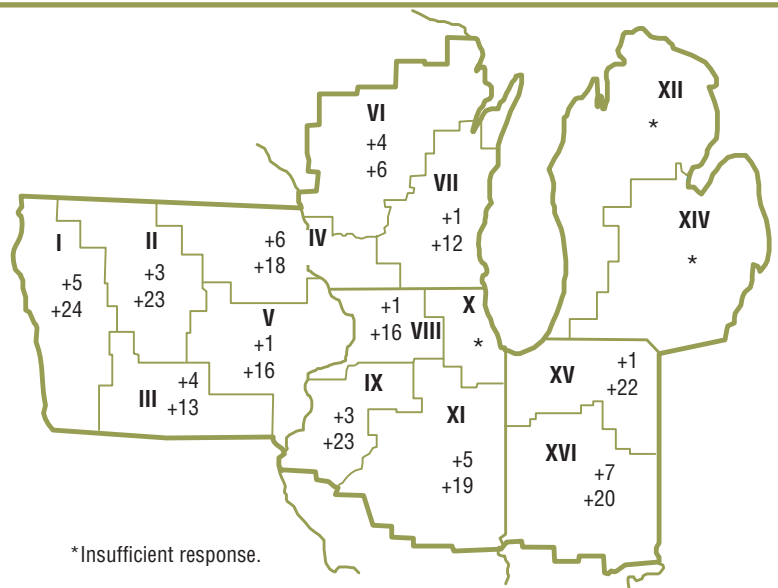 XII
*
VI
+4
+6
VII
+1
+12
XIV
*
I
+5
+24
II
+3
+23
IV
+6
+18
V
+1
+16
III
+4
+13
+1
+16
VIII
X
*
IX
+3
+23
XI
+5
+19
XV
+1
+22
XVI
+7
+20
*Insufficient response.